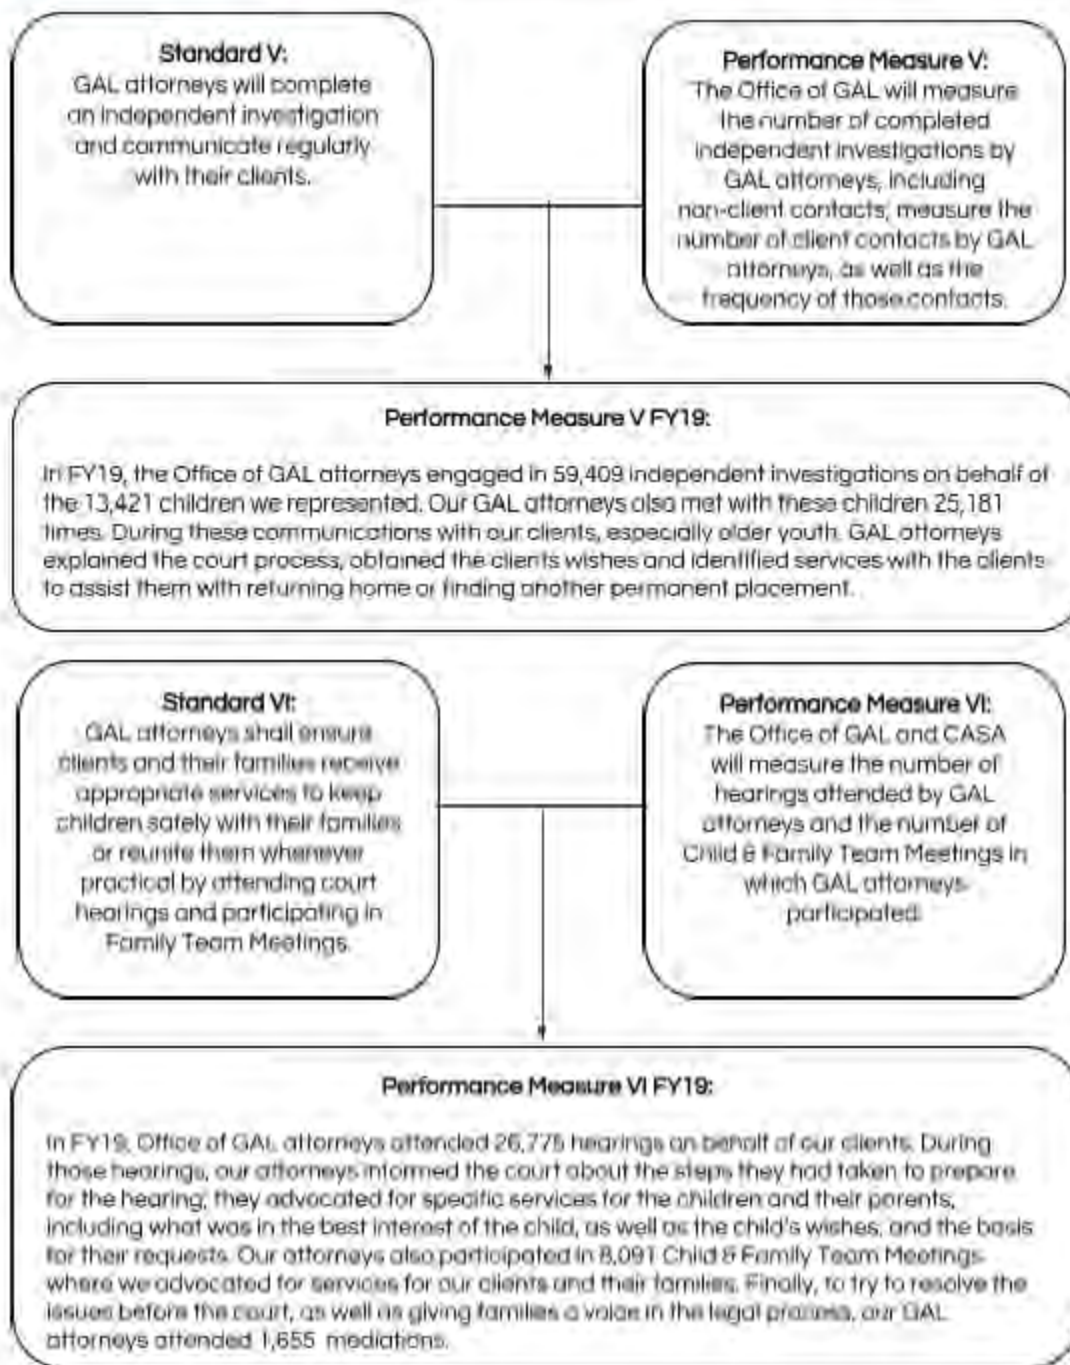 Standard V:
GAL attorneys will complete
an independent investigation
and communicate regularly
with their clients.
Performance Measure V:
The Office of GAL will measure
the number of completed
independent investigations by
GAL attorneys, including
non-client contacts; measure the
number of client contacts by GAL
attorneys, as well as the
frequency of those contacts.
Performance Measure V FY19:
In FY19, the Office of GAL attorneys engaged in 59,409 independent investigations on behalf of
the 13,421 children we represented. Our GAL attorneys also met with these children 25,181
times. During these communications with our clients, especially older youth, GAL attorneys
explained the court process, obtained the clients wishes and identified services with the clients
to assist them with returning home or finding another permanent placement.
Standard VI:
GAL attorneys shall ensure
clients and their families receive
appropriate services to keep
children safely with their families
or reunite them whenever
practical by attending court
hearings and participating in
Family Team Meetings.
Performance Measure VI:
The Office of GAL and CASA
will measure the number of
hearings attended by GAL
attorneys and the number of
Child & Family Team Meetings in
which GAL attorneys
participated.
Performance Measure VI FY19:
In FY19, Office of GAL attorneys attended 26,775 hearings on behalf of our clients. During
those hearings, our attorneys informed the court about the steps they had taken to prepare
for the hearing; they advocated for specific services for the children and their parents,
including what was in the best interest of the child, as well as the child's wishes, and the basis
for their requests. Our attorneys also participated in 8,091 Child & Family Team Meetings
where we advocated for services for our clients and their families. Finally, to try to resolve the
issues before the court, as well as giving families a voice in the legal process, our GAL
attorneys attended 1,655 mediations.